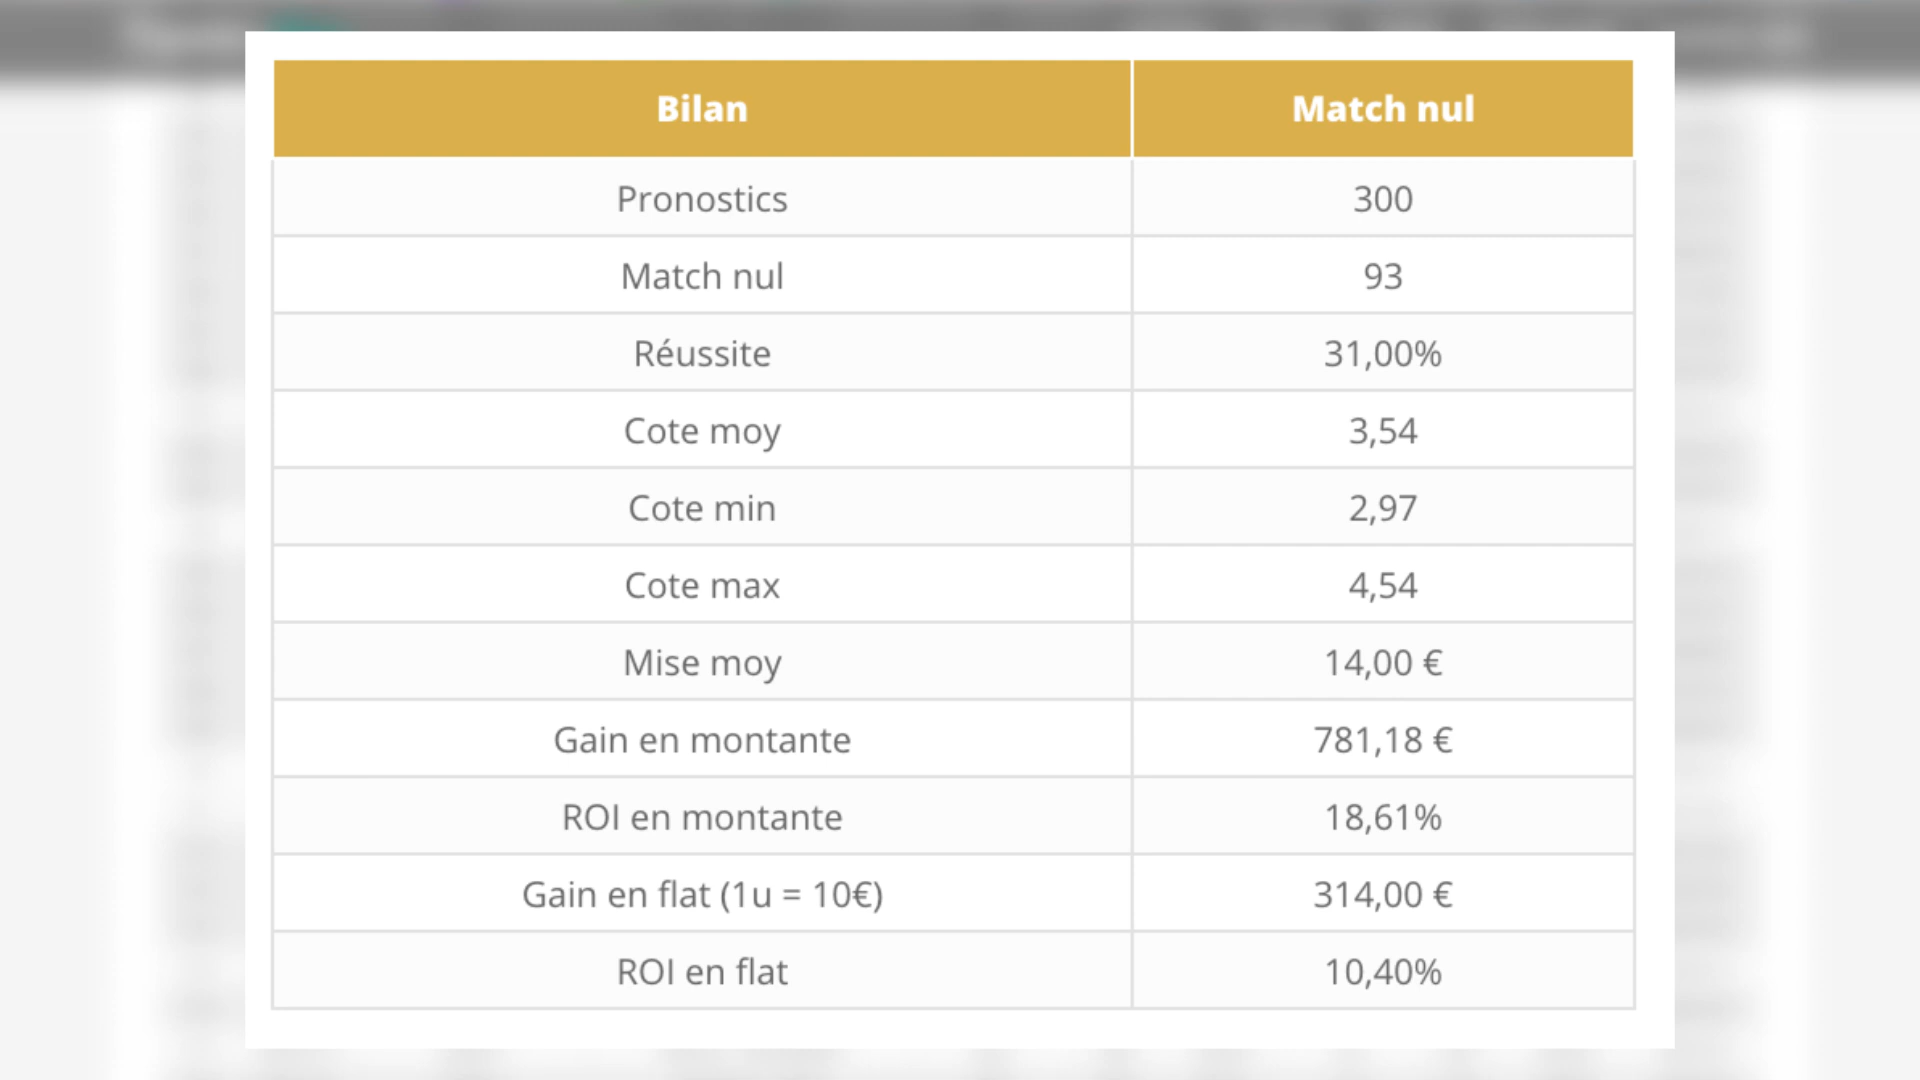 Bilan Match nul
Pronostics 300
Match nul 93
Réussite 31,00%
Cote moy 3,54
Cote min 2,97
Cote max 4,54
Mise moy 14,00 €
Gain en montante 781,18 €
ROI en montante 18,61%
Gain en flat (1u = 10€) 314,00 €
ROI en flat 10,40%